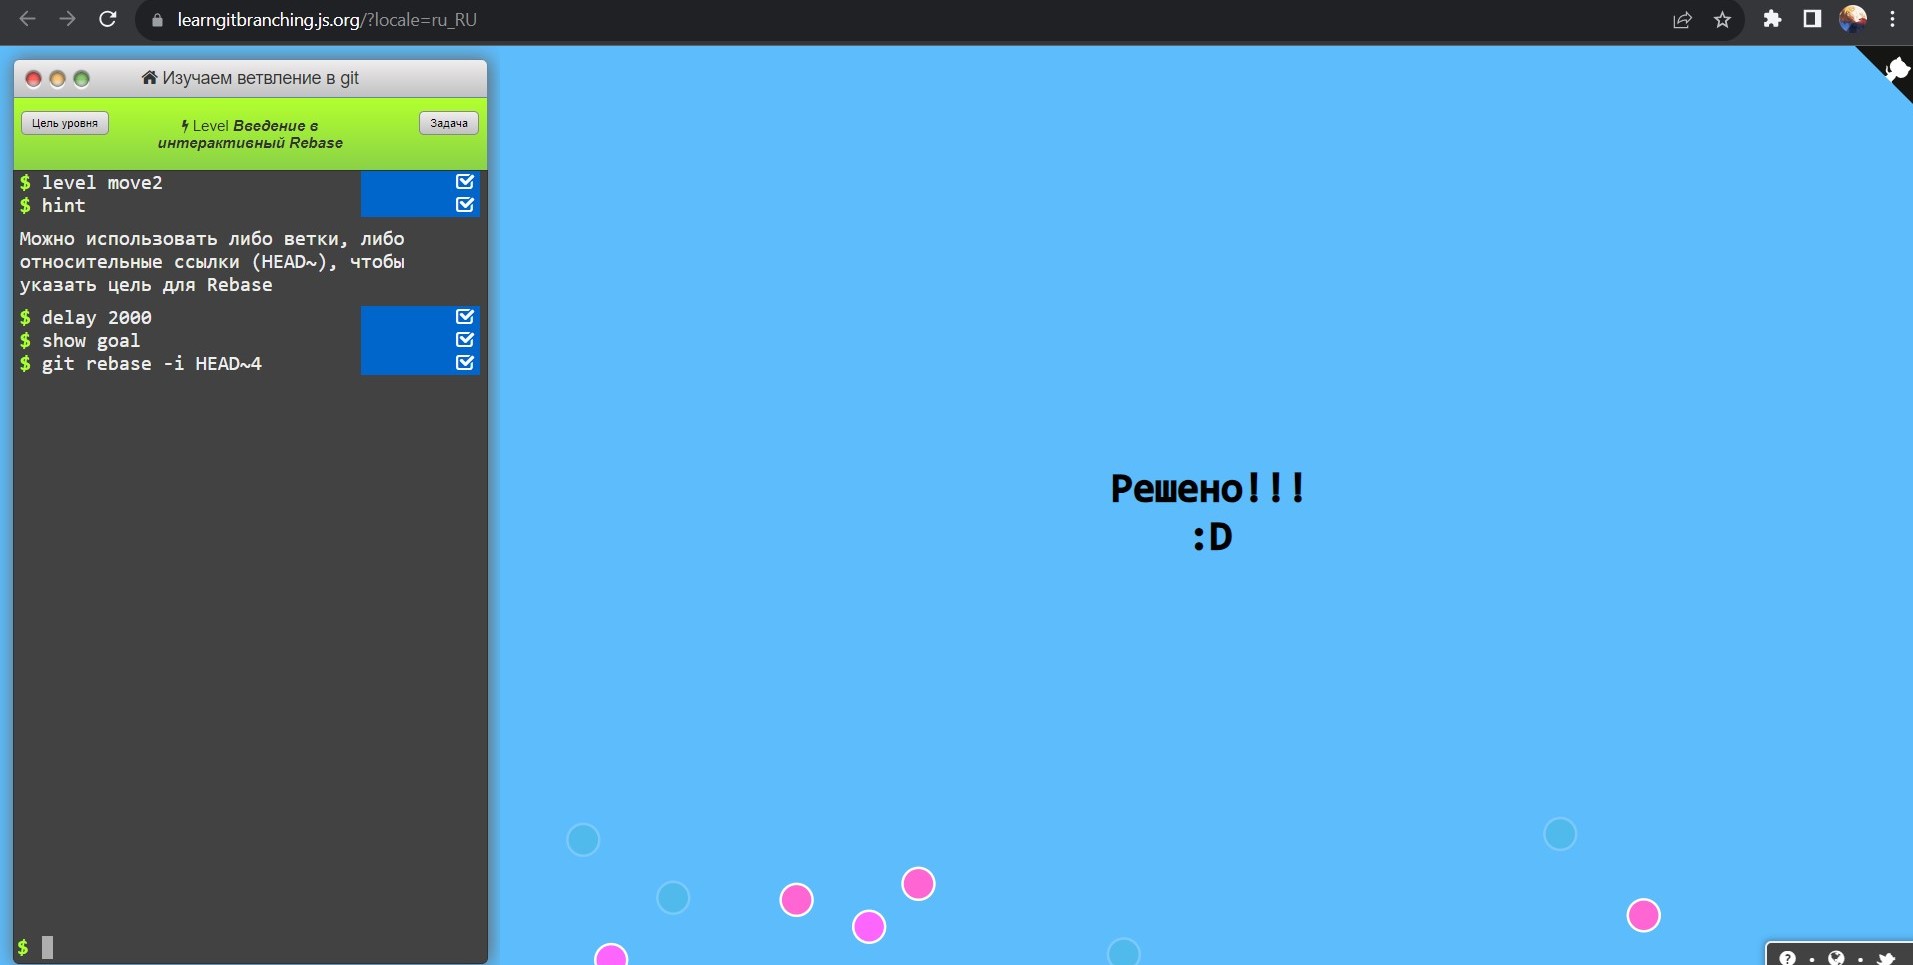 learngitbranching.js.org/?locale=ru_RU
Изучаем ветвление в git
Цель уровня
Level Введение в
интерактивный Rebase
Задача
$ level move2
$ hint
Можно использовать либо ветки, либо
относительные ссылки (HEAD~), чтобы
указать цель для Rebase
$ delay 2000
$ show goal
$ git rebase -i HEAD~4
$
Решено!!!
:D